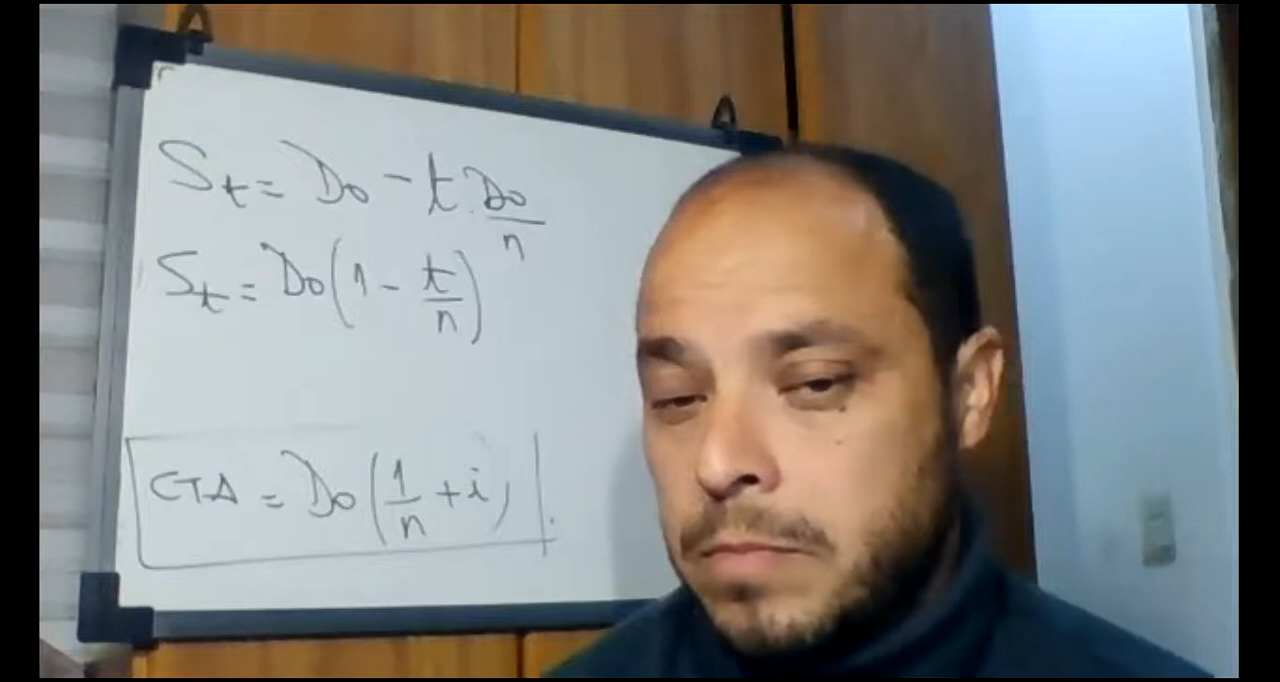 St = Do - t.Do/n
St = Do(1 - t/n)
CTA = Do(1/n + i)